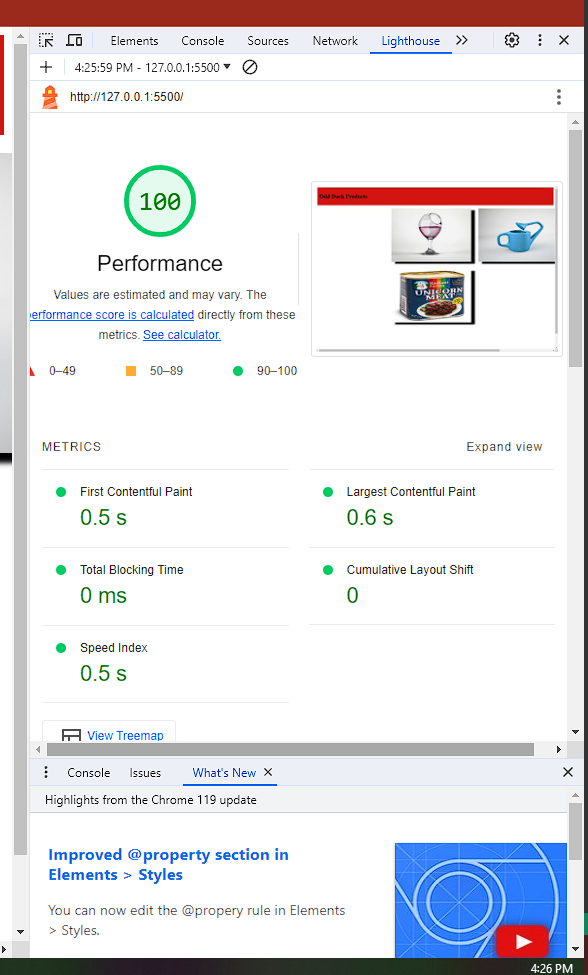 Elements Console Sources Network Lighthouse
4:25:59 PM - 127.0.0.1:5500
http://127.0.0.1:5500/
100
Performance
Values are estimated and may vary. The
performance score is calculated directly from these
metrics. See calculator.
0–49 50–89 90–100
Odd Duck Products
UNICORN
MEAT
METRICS Expand view
First Contentful Paint
0.5 s
Largest Contentful Paint
0.6 s
Total Blocking Time
0 ms
Cumulative Layout Shift
0
Speed Index
0.5 s
View Treemap
Console Issues What's New
Highlights from the Chrome 119 update
Improved @property section in
Elements > Styles
You can now edit the @propery rule in Elements
> Styles.
4:26 PM